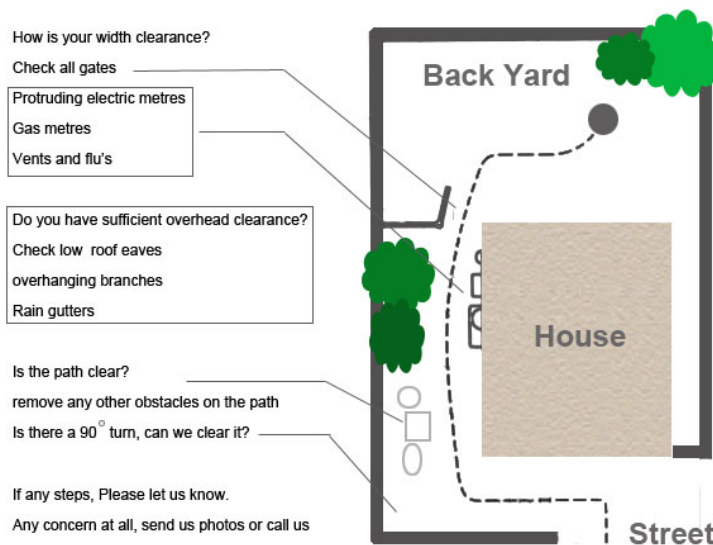 How is your width clearance?
Check all gates
Protruding electric metres
Gas metres
Vents and flu's
Do you have sufficient overhead clearance?
Check low roof eaves
overhanging branches
Rain gutters
Is the path clear?
remove any other obstacles on the path
Is there a 90° turn, can we clear it?
If any steps, Please let us know.
Any concern at all, send us photos or call us
Back Yard
House
Street